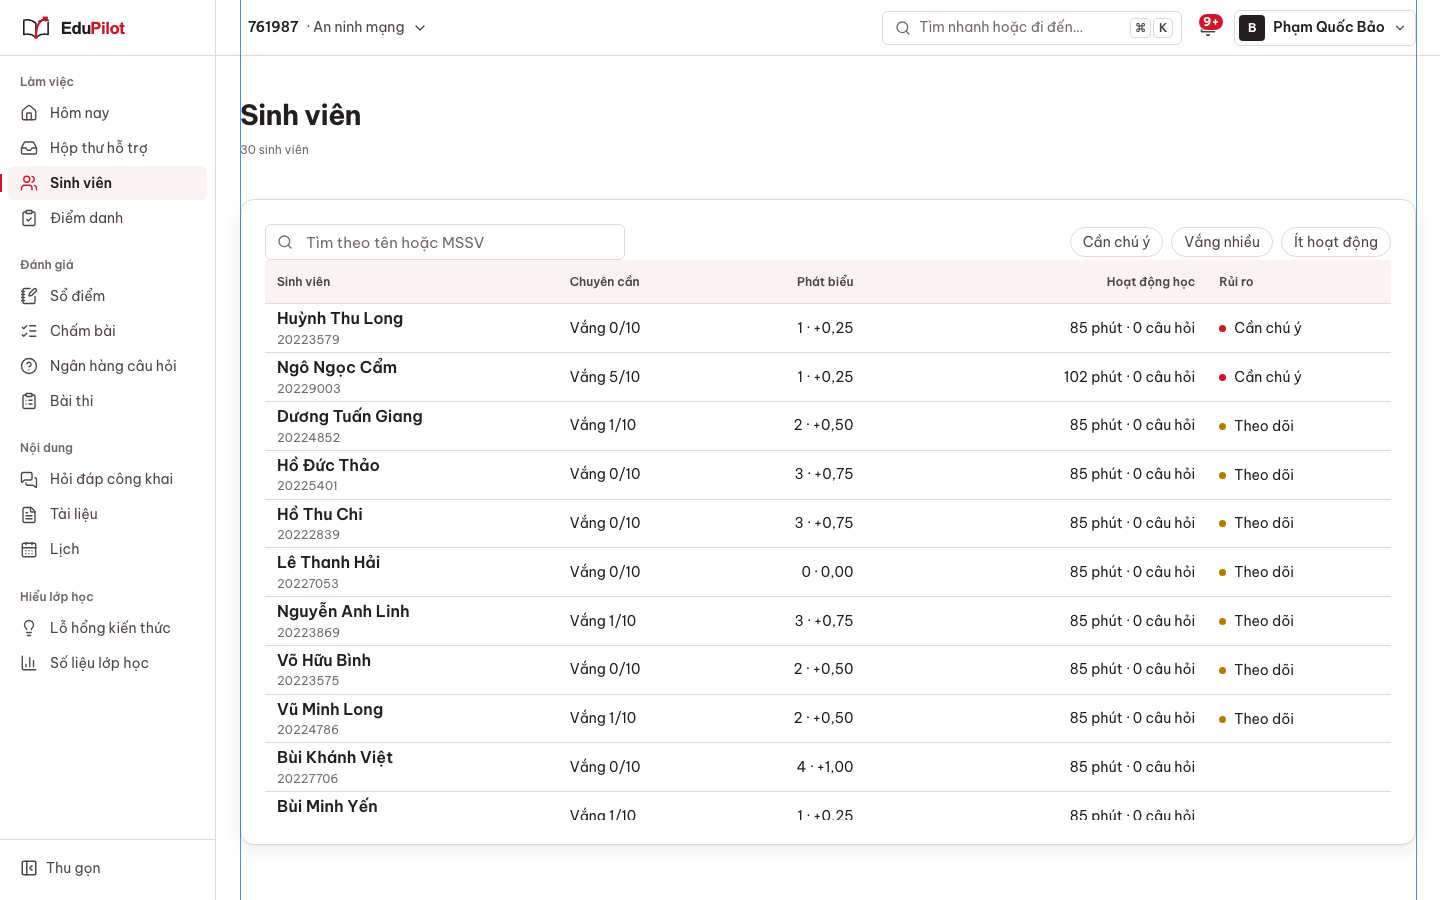 EduPilot
761987 · An ninh mạng
Tìm nhanh hoặc đi đến...
⌘ K
9+
B
Phạm Quốc Bảo
Làm việc
Hôm nay
Hộp thư hỗ trợ
Sinh viên
Điểm danh
Đánh giá
Sổ điểm
Chấm bài
Ngân hàng câu hỏi
Bài thi
Nội dung
Hỏi đáp công khai
Tài liệu
Lịch
Hiểu lớp học
Lỗ hổng kiến thức
Số liệu lớp học
Thu gọn
Sinh viên
30 sinh viên
Tìm theo tên hoặc MSSV
Cần chú ý
Vắng nhiều
Ít hoạt động
Sinh viên Chuyên cần Phát biểu Hoạt động học Rủi ro
Huỳnh Thu Long
20223579
Vắng 0/10 1 · +0,25 85 phút · 0 câu hỏi Cần chú ý
Ngô Ngọc Cẩm
20229003
Vắng 5/10 1 · +0,25 102 phút · 0 câu hỏi Cần chú ý
Dương Tuấn Giang
20224852
Vắng 1/10 2 · +0,50 85 phút · 0 câu hỏi Theo dõi
Hồ Đức Thảo
20225401
Vắng 0/10 3 · +0,75 85 phút · 0 câu hỏi Theo dõi
Hồ Thu Chi
20222839
Vắng 0/10 3 · +0,75 85 phút · 0 câu hỏi Theo dõi
Lê Thanh Hải
20227053
Vắng 0/10 0 · 0,00 85 phút · 0 câu hỏi Theo dõi
Nguyễn Anh Linh
20223869
Vắng 1/10 3 · +0,75 85 phút · 0 câu hỏi Theo dõi
Võ Hữu Bình
20223575
Vắng 0/10 2 · +0,50 85 phút · 0 câu hỏi Theo dõi
Vũ Minh Long
20224786
Vắng 1/10 2 · +0,50 85 phút · 0 câu hỏi Theo dõi
Bùi Khánh Việt
20227706
Vắng 0/10 4 · +1,00 85 phút · 0 câu hỏi
Bùi Minh Yến
Vắng 1/10 1 · +0,25 85 phút · 0 câu hỏi